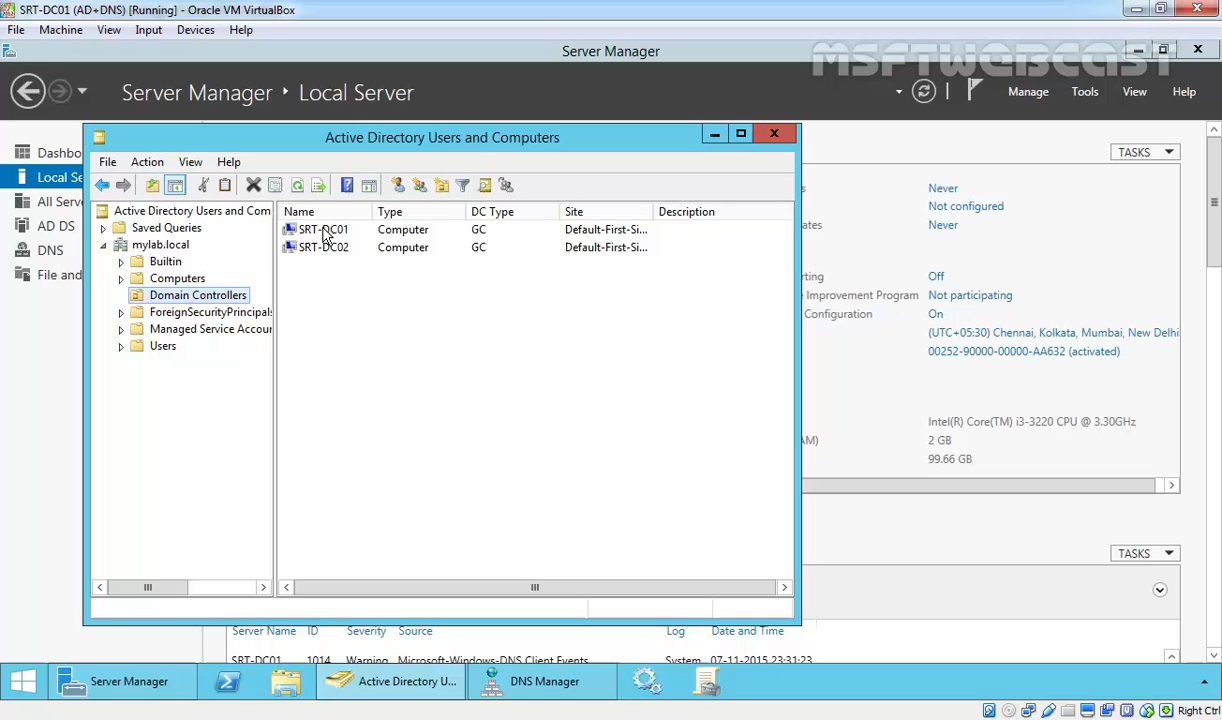 SRT-DC01 (AD+DNS) [Running] - Oracle VM VirtualBox
File Machine View Input Devices Help
Server Manager
MSFTWEBCAST
Server Manager • Local Server
Manage Tools View Help
Dashbo
Local Se
All Serve
AD DS
DNS
File and
TASKS
Active Directory Users and Computers
File Action View Help
Active Directory Users and Com
Saved Queries
mylab.local
Builtin
Computers
Domain Controllers
ForeignSecurityPrincipals
Managed Service Accour
Users
Name Type DC Type Site Description
SRT-DC01 Computer GC Default-First-Si...
SRT-DC02 Computer GC Default-First-Si...
Never
Not configured
Never
orting Off
e Improvement Program Not participating
Configuration On
(UTC+05:30) Chennai, Kolkata, Mumbai, New Delhi
00252-90000-00000-AA632 (activated)
Intel(R) Core(TM) i3-3220 CPU @ 3.30GHz
AM) 2 GB
99.66 GB
TASKS
Server Name ID Severity Source Log Date and Time
SRT-DC01 1014 Warning Microsoft-Windows-DNS Client Events System 07-11-2015 23:31:23
Server Manager
Active Directory U...
DNS Manager
Right Ctrl